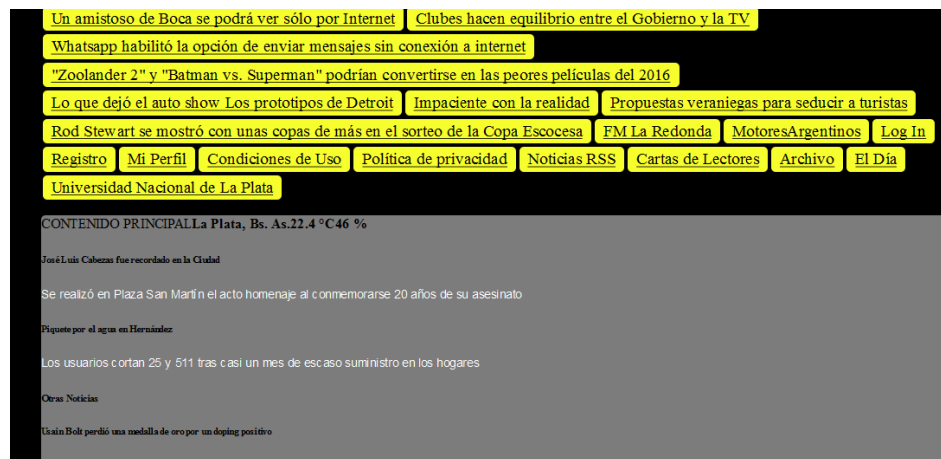 Un amistoso de Boca se podrá ver sólo por Internet Clubes hacen equilibrio entre el Gobierno y la TV
Whatsapp habilitó la opción de enviar mensajes sin conexión a internet
"Zoolander 2" y "Batman vs. Superman" podrían convertirse en las peores películas del 2016
Lo que dejó el auto show Los prototipos de Detroit Impaciente con la realidad Propuestas veraniegas para seducir a turistas
Rod Stewart se mostró con unas copas de más en el sorteo de la Copa Escocesa FM La Redonda MotoresArgentinos Log In
Registro Mi Perfil Condiciones de Uso Política de privacidad Noticias RSS Cartas de Lectores Archivo El Día
Universidad Nacional de La Plata
CONTENIDO PRINCIPALLa Plata, Bs. As.22.4 °C46 %
José Luis Cabezas fue recordado en la Ciudad
Se realizó en Plaza San Martín el acto homenaje al conmemorarse 20 años de su asesinato
Piquete por el agua en Hernández
Los usuarios cortan 25 y 511 tras casi un mes de escaso suministro en los hogares
Otras Noticias
Usain Bolt perdió una medalla de oro por un doping positivo